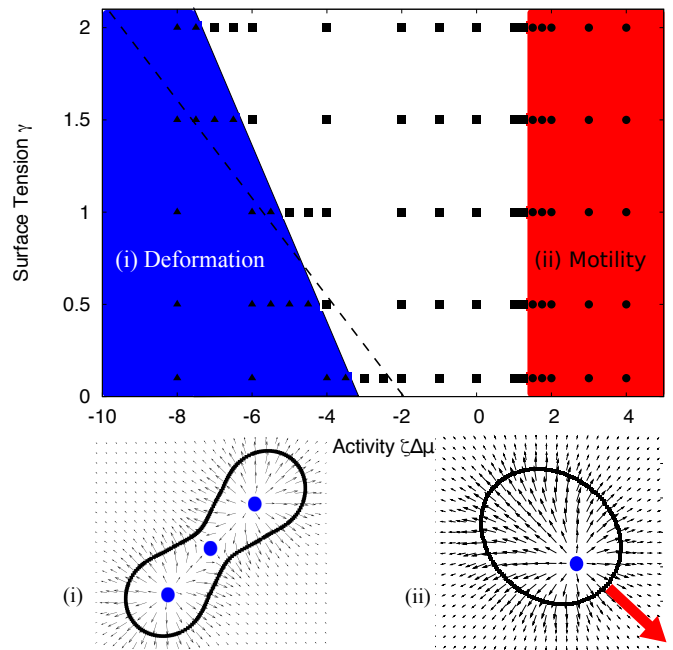 2
1.5
1
0.5
0
Surface Tension γ
(i) Deformation
(ii) Motility
-10 -8 -6 -4 -2 0 2 4
Activity ζΔμ
(i)
(ii)